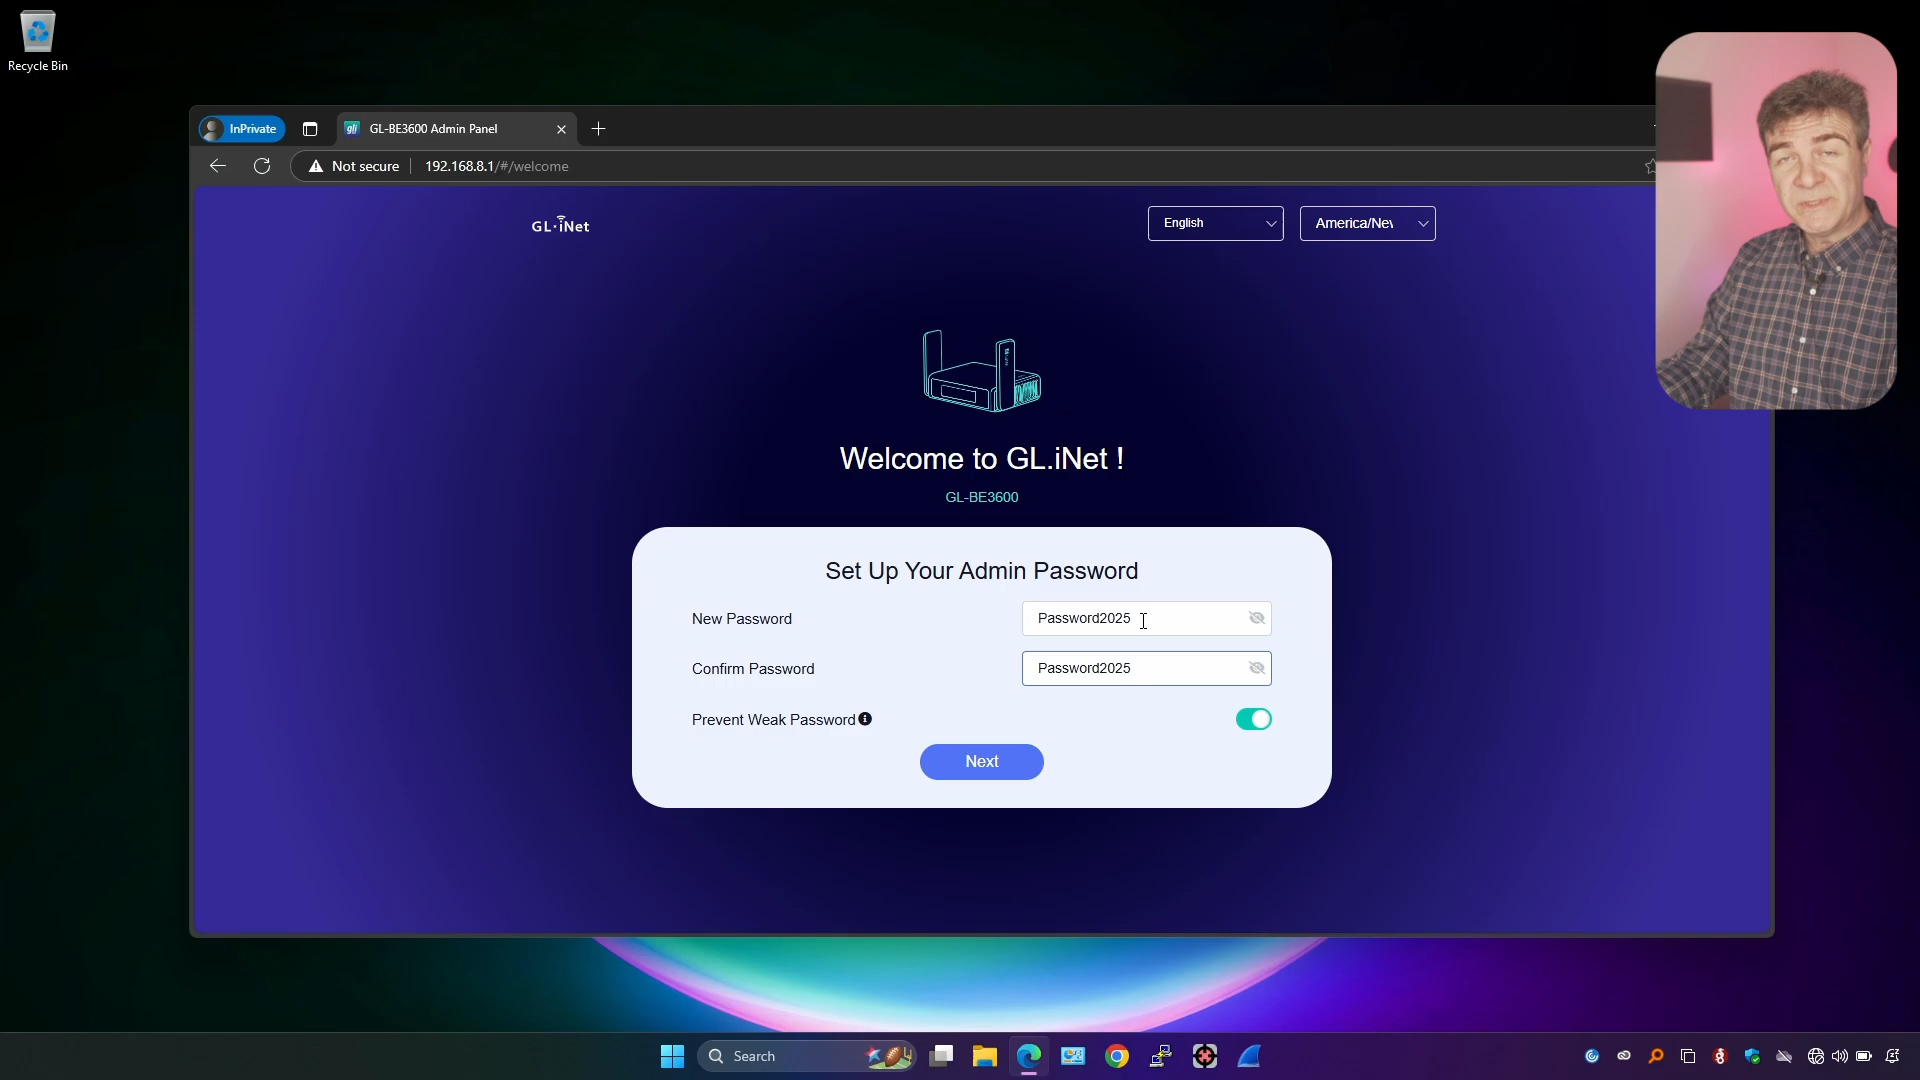 Recycle Bin
InPrivate
gli GL-BE3600 Admin Panel
Not secure 192.168.8.1/#/welcome
GL·iNet
English
America/Nev
Welcome to GL.iNet !
GL-BE3600
Set Up Your Admin Password
New Password
Password2025
Confirm Password
Password2025
Prevent Weak Password
Next
Search